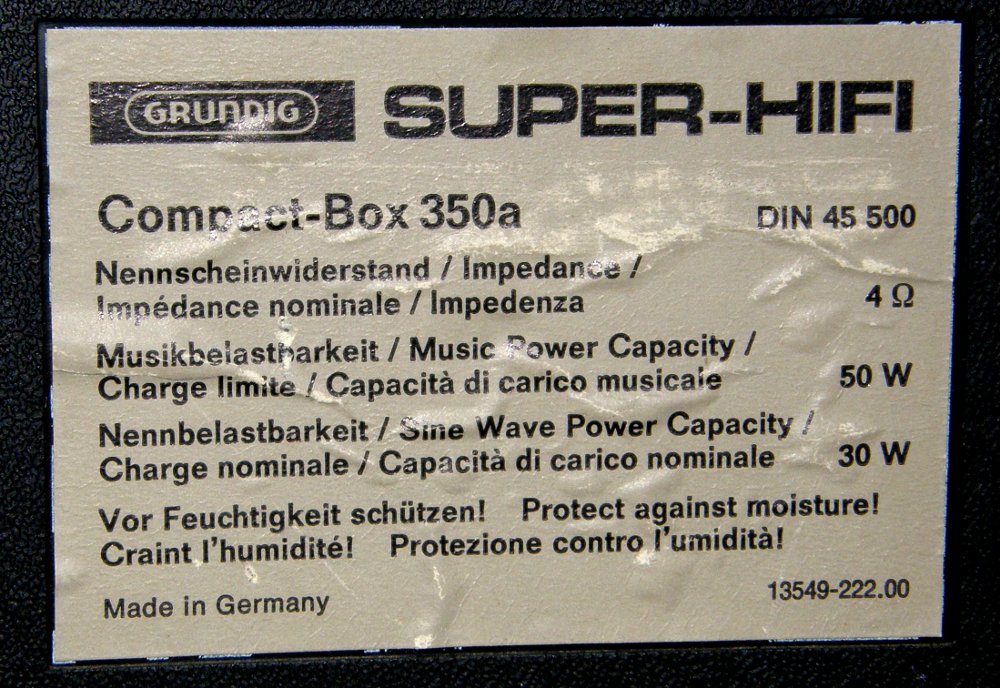 GRUNDIG SUPER-HIFI
Compact-Box 350a DIN 45 500
Nennscheinwiderstand / Impedance /
Impédance nominale / Impedenza 4 Ω
Musikbelastbarkeit / Music Power Capacity /
Charge limite / Capacità di carico musicale 50 W
Nennbelastbarkeit / Sine Wave Power Capacity /
Charge nominale / Capacità di carico nominale 30 W
Vor Feuchtigkeit schützen! Protect against moisture!
Craint l'humidité! Protezione contro l'umidità!
Made in Germany 13549-222.00